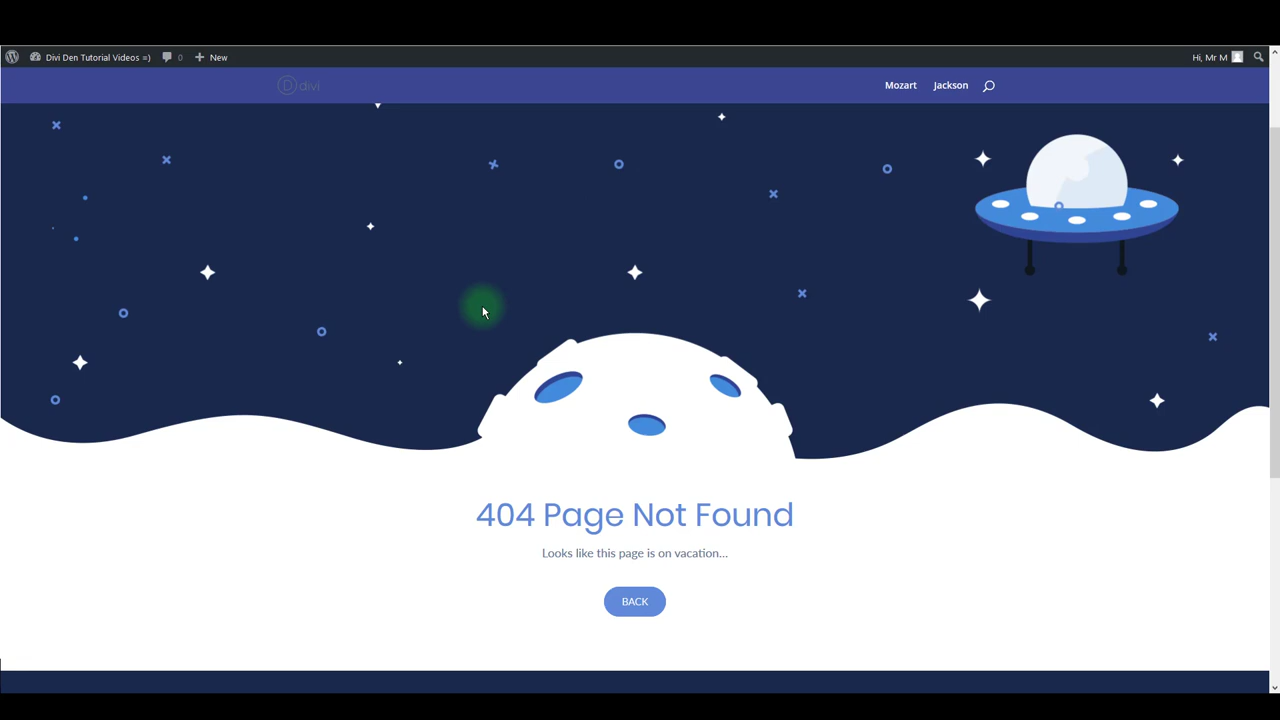 Divi Den Tutorial Videos =) 0 New Hi, Mr M
D divi Mozart Jackson
404 Page Not Found
Looks like this page is on vacation...
BACK